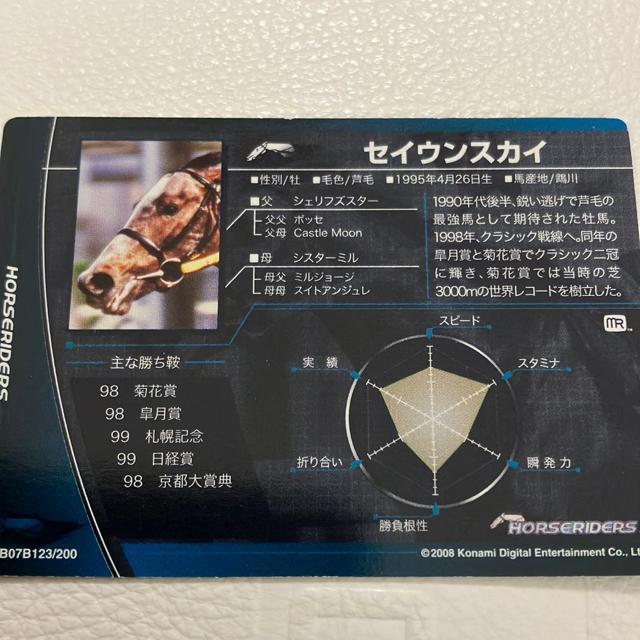 セイウンスカイ
■性別/牡 ■毛色/芦毛 ■1995年4月26日生 ■馬産地/鵡川
■父 シェリフズスター
父父 ポッセ
父母 Castle Moon
■母 シスターミル
母父 ミルジョージ
母母 スイトアンジュレ
1990年代後半、鋭い逃げで芦毛の
最強馬として期待された牡馬。
1998年、クラシック戦線へ。同年の
皐月賞と菊花賞でクラシック二冠
に輝き、菊花賞では当時の芝
3000mの世界レコードを樹立した。
MR
主な勝ち鞍
98 菊花賞
98 皐月賞
99 札幌記念
99 日経賞
98 京都大賞典
スピード
実績
スタミナ
折り合い
瞬発力
勝負根性
HORSERIDERS
HORSERIDERS
B07B123/200
©2008 Konami Digital Entertainment Co., Lt